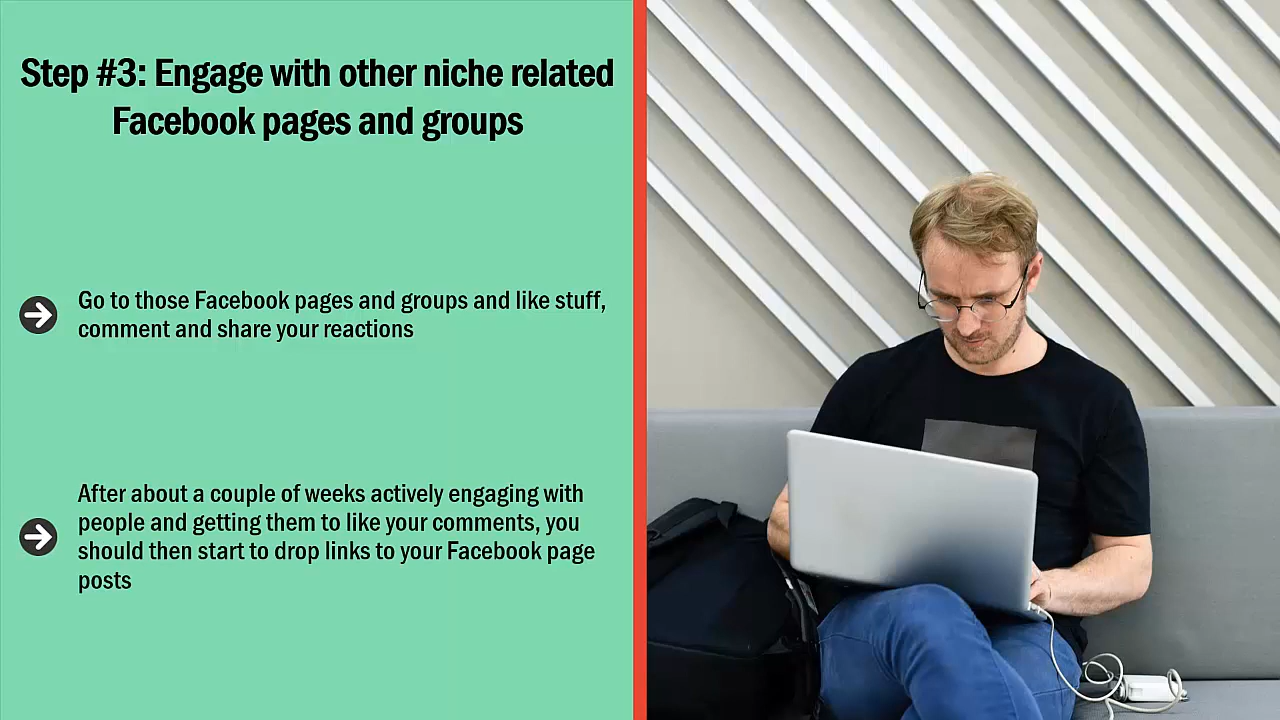 Step #3: Engage with other niche related
Facebook pages and groups
Go to those Facebook pages and groups and like stuff,
comment and share your reactions
After about a couple of weeks actively engaging with
people and getting them to like your comments, you
should then start to drop links to your Facebook page
posts